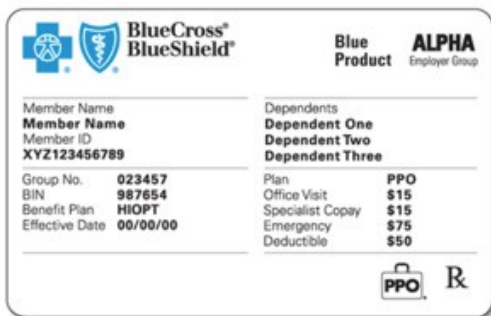 BlueCross®
BlueShield®
Blue
Product
ALPHA
Employer Group
Member Name
Member Name
Member ID
XYZ123456789
Dependents
Dependent One
Dependent Two
Dependent Three
Group No. 023457
BIN 987654
Benefit Plan HIOPT
Effective Date 00/00/00
Plan PPO
Office Visit $15
Specialist Copay $15
Emergency $75
Deductible $50
PPO
℞